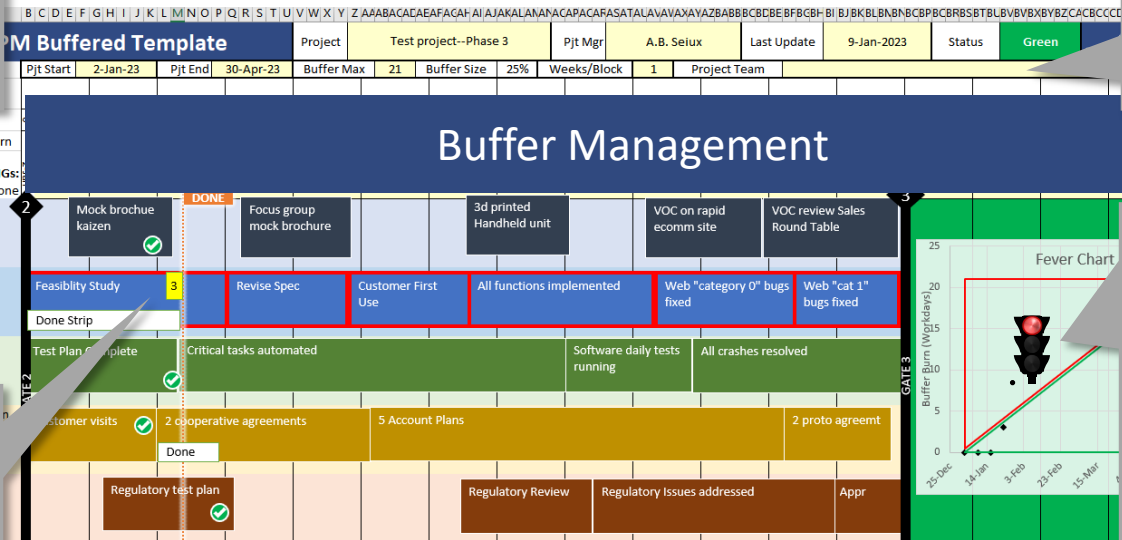 PM Buffered Template
Project
Test project--Phase 3
Pjt Mgr
A.B. Seiux
Last Update
9-Jan-2023
Status
Green
Pjt Start
2-Jan-23
Pjt End
30-Apr-23
Buffer Max
21
Buffer Size
25%
Weeks/Block
1
Project Team
Buffer Management
rn
Gs:
one
2
DONE
3
Mock brochue
kaizen
Focus group
mock brochure
3d printed
Handheld unit
VOC on rapid
ecomm site
VOC review Sales
Round Table
Feasiblity Study
3
Revise Spec
Customer First
Use
All functions implemented
Web "category 0" bugs
fixed
Web "cat 1"
bugs fixed
Done Strip
Test Plan Complete
Critical tasks automated
Software daily tests
running
All crashes resolved
ATE 2
GATE 3
stomer visits
2 cooperative agreements
5 Account Plans
2 proto agreemt
Done
Regulatory test plan
Regulatory Review
Regulatory Issues addressed
Appr
Fever Chart
Buffer Burn (Workdays)
25
20
15
10
5
0
25-Dec
14-Jan
3-Feb
23-Feb
15-Mar